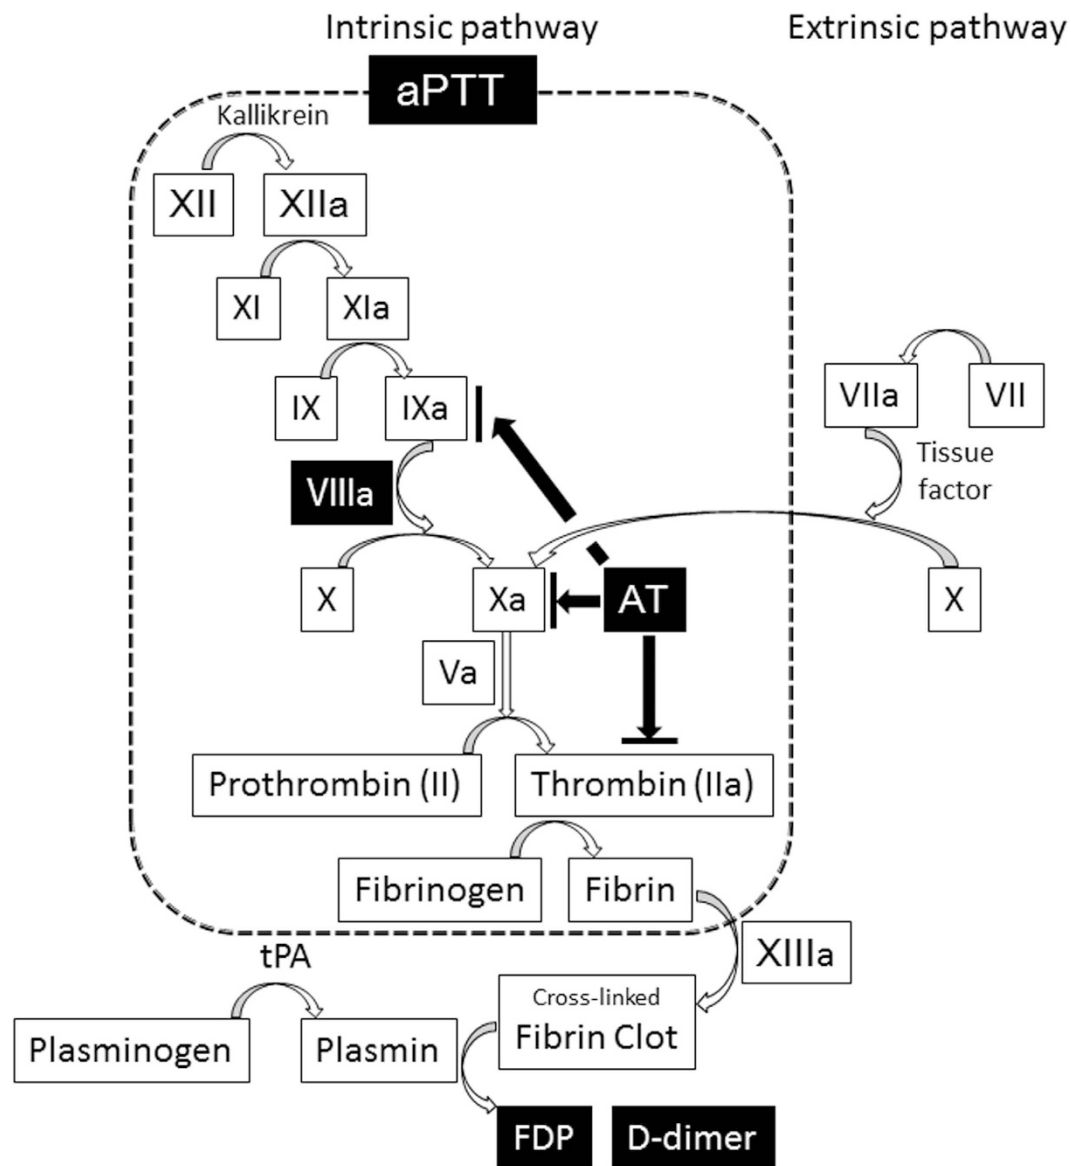 Intrinsic pathway
Extrinsic pathway
aPTT
Kallikrein
XII
XIIa
XI
XIa
IX
IXa
VIIa
VII
VIIIa
Tissue
factor
X
Xa
AT
X
Va
Prothrombin (II)
Thrombin (IIa)
Fibrinogen
Fibrin
XIIIa
tPA
Cross-linked
Fibrin Clot
Plasminogen
Plasmin
FDP
D-dimer